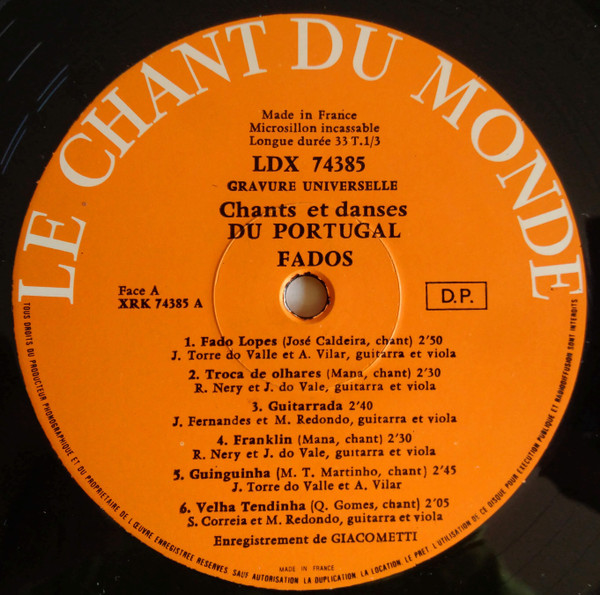 LE CHANT DU MONDE
Made in France
Microsillon incassable
Longue durée 33 T.1/3
LDX 74385
GRAVURE UNIVERSELLE
Chants et danses
DU PORTUGAL
FADOS
Face A
XRK 74385 A
D.P.
1. Fado Lopes (José Caldeira, chant) 2'50
J. Torre do Valle et A. Vilar, guitarra et viola
2. Troca de olhares (Mana, chant) 2'30
R. Nery et J. do Vale, guitarra et viola
3. Guitarrada 2'40
J. Fernandes et M. Redondo, guitarra et viola
4. Franklin (Mana, chant) 2'30
R. Nery et J. do Vale, guitarra et viola
5. Guinguinha (M. T. Martinho, chant) 2'45
J. Torre do Valle et A. Vilar
6. Velha Tendinha (Q. Gomes, chant) 2'05
S. Correia et M. Redondo, guitarra et viola
Enregistrement de GIACOMETTI
MADE IN FRANCE
TOUS DROITS DU PRODUCTEUR PHONOGRAPHIQUE ET DU PROPRIETAIRE DE L'ŒUVRE ENREGISTREE RESERVES SAUF AUTORISATION LA DUPLICATION LA LOCATION LE PRET L'UTILISATION DE CE DISQUE POUR EXECUTION PUBLIQUE ET RADIODIFFUSION SONT INTERDITS